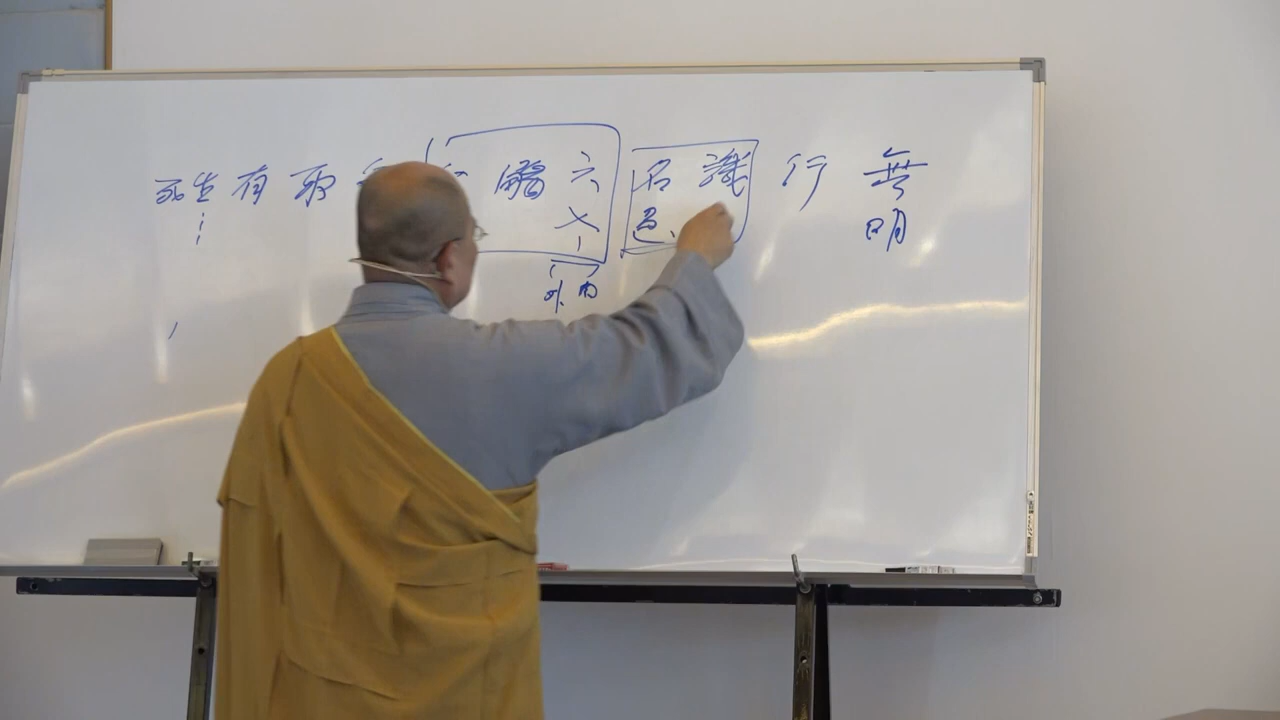 無明
行
識
名色
六入
觸
取
有
生
死
內
外